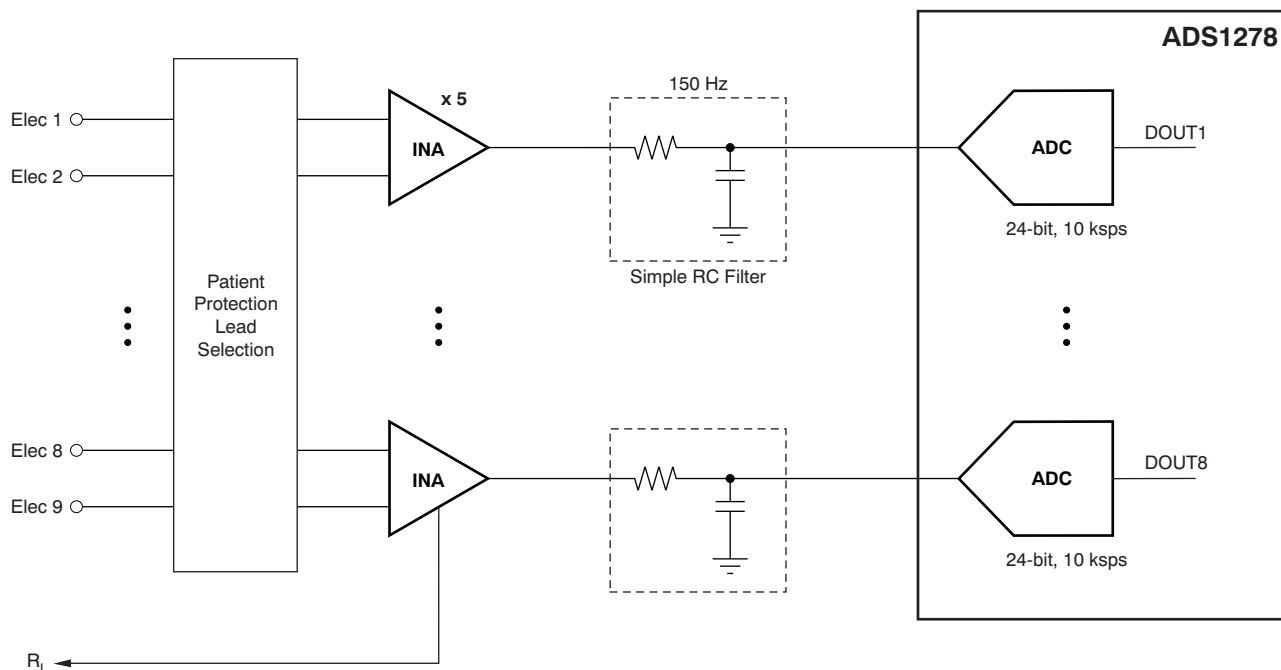 ADS1278
150 Hz
x 5
Elec 1
INA
ADC
DOUT1
Elec 2
24-bit, 10 ksps
Simple RC Filter
Patient
Protection
Lead
Selection
Elec 8
INA
ADC
DOUT8
Elec 9
24-bit, 10 ksps
RL